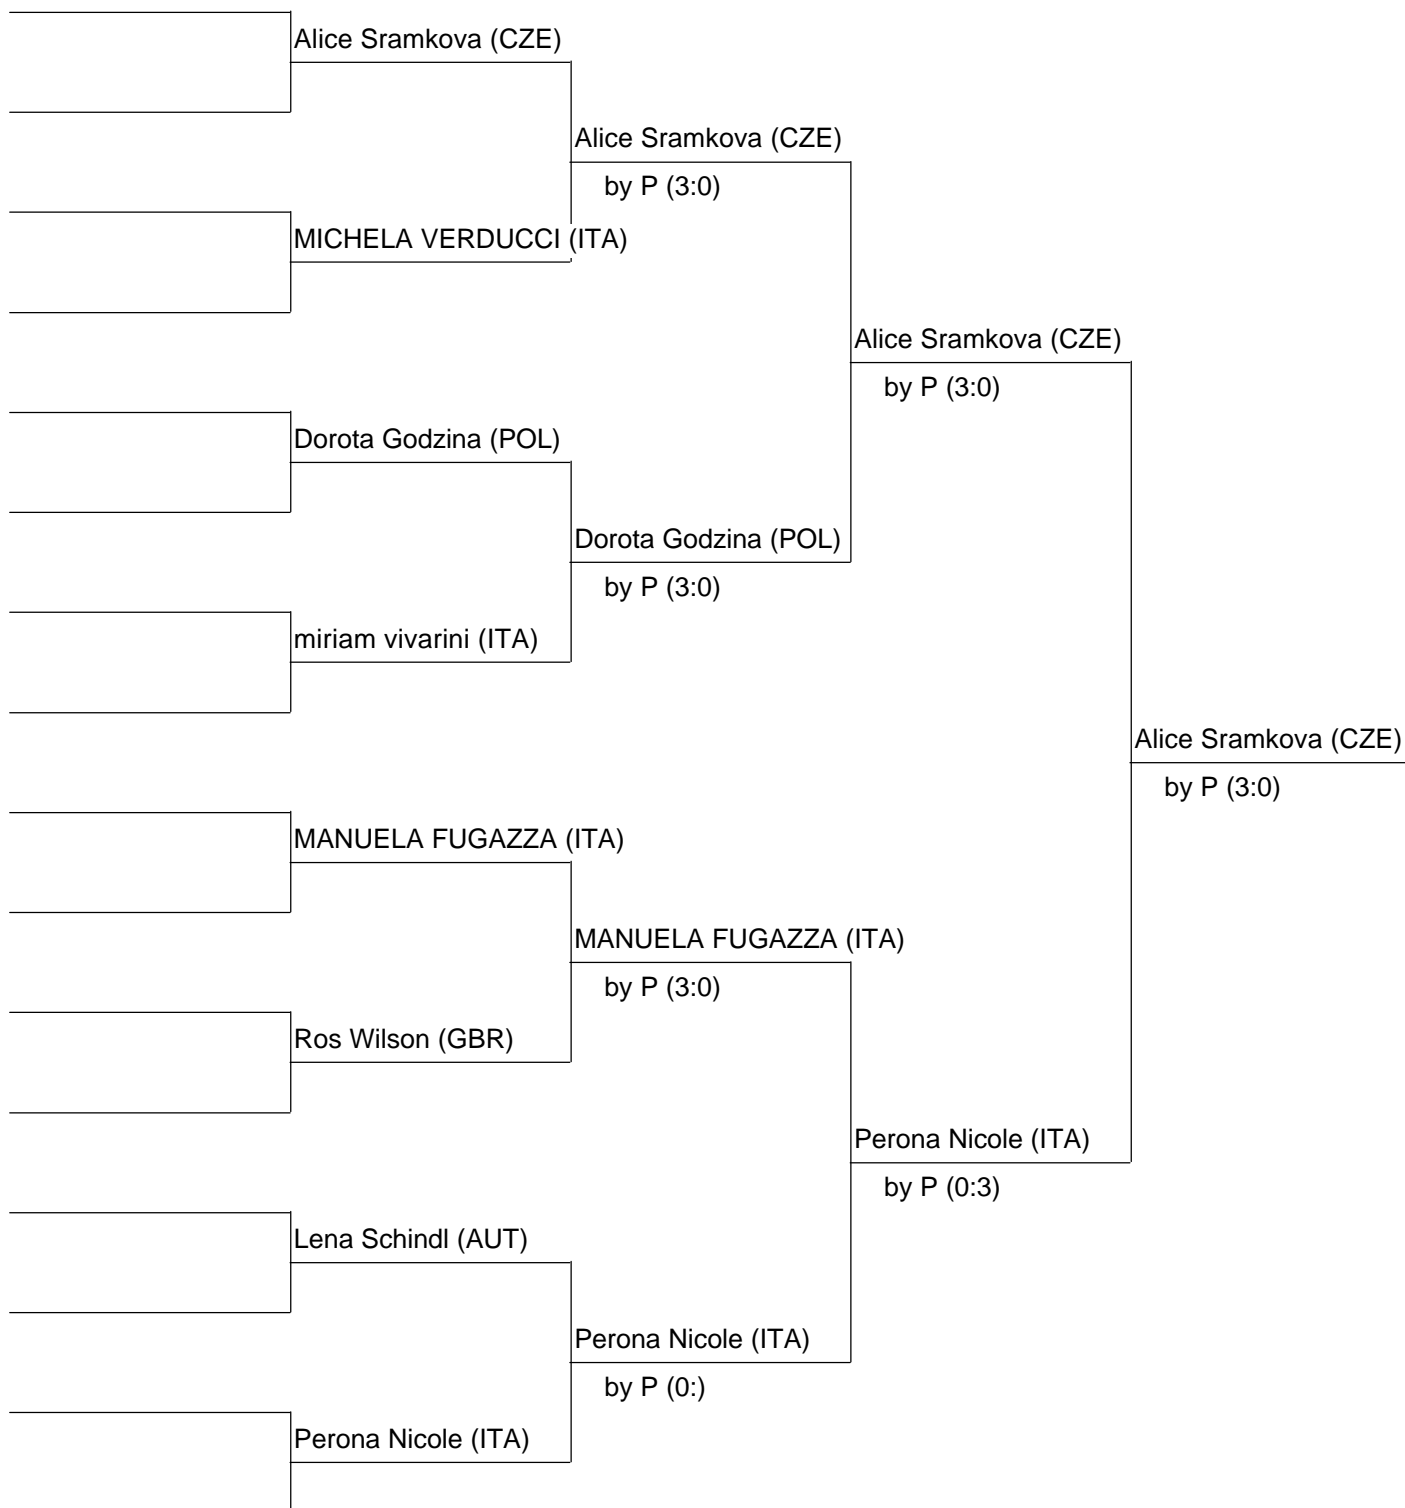 Alice Sramkova (CZE)
Alice Sramkova (CZE)
by P (3:0)
MICHELA VERDUCCI (ITA)
Alice Sramkova (CZE)
by P (3:0)
Dorota Godzina (POL)
Dorota Godzina (POL)
by P (3:0)
miriam vivarini (ITA)
Alice Sramkova (CZE)
by P (3:0)
MANUELA FUGAZZA (ITA)
MANUELA FUGAZZA (ITA)
by P (3:0)
Ros Wilson (GBR)
Perona Nicole (ITA)
by P (0:3)
Lena Schindl (AUT)
Perona Nicole (ITA)
by P (0:)
Perona Nicole (ITA)